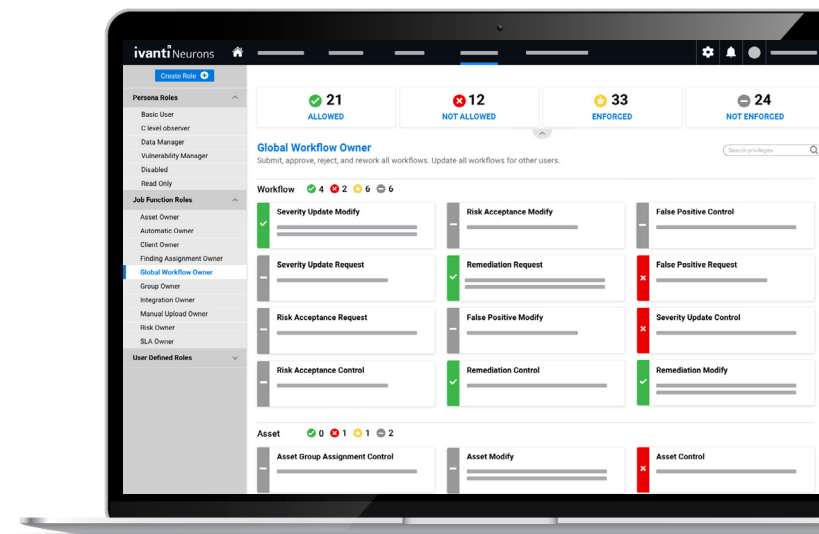 ivanti Neurons
Create Role
Persona Roles
Basic User
C level observer
Data Manager
Vulnerability Manager
Disabled
Read Only
Job Function Roles
Asset Owner
Automatic Owner
Client Owner
Finding Assignment Owner
Global Workflow Owner
Group Owner
Integration Owner
Manual Upload Owner
Risk Owner
SLA Owner
User Defined Roles
21
ALLOWED
12
NOT ALLOWED
33
ENFORCED
24
NOT ENFORCED
Global Workflow Owner
Submit, approve, reject, and rework all workflows. Update all workflows for other users.
Search privileges
Workflow 4 2 6 6
Severity Update Modify
Risk Acceptance Modify
False Positive Control
Severity Update Request
Remediation Request
False Positive Request
Risk Acceptance Request
False Positive Modify
Severity Update Control
Risk Acceptance Control
Remediation Control
Remediation Modify
Asset 0 1 1 2
Asset Group Assignment Control
Asset Modify
Asset Control